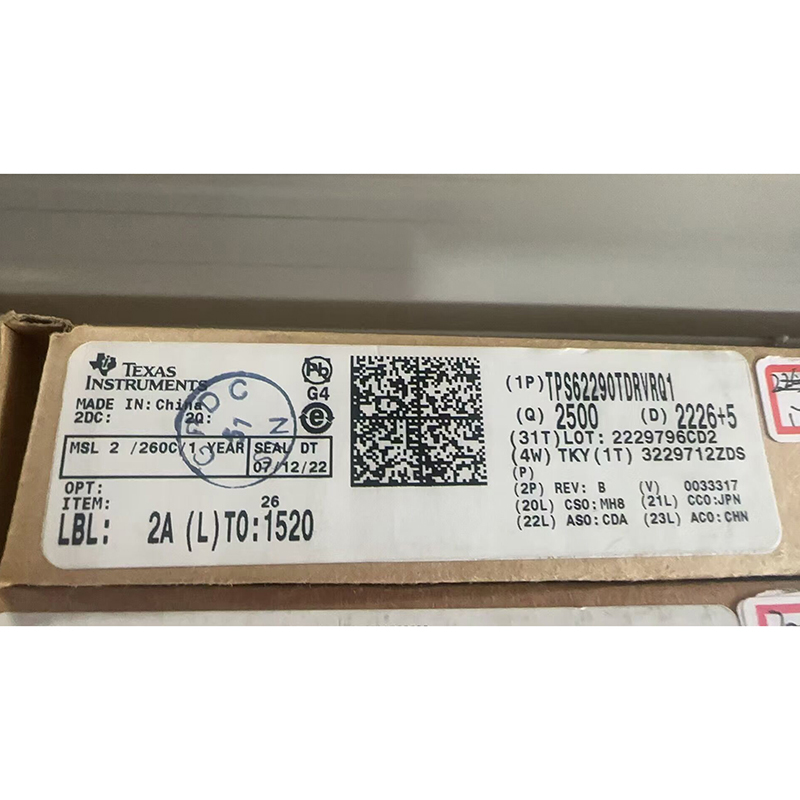 TEXAS
INSTRUMENTS
MADE IN: China
2DC: 2Q:
MSL 2 /260C/1 YEAR
SEAL DT
07/12/22
OPT:
ITEM: 26
LBL: 2A (L)TO:1520
Pb
G4
e
QFDC
(1P) TPS62290TDRVRQ1
(Q) 2500 (D) 2226+5
(31T)LOT: 2229796CD2
(4W) TKY(1T) 3229712ZDS
(P)
(2P) REV: B (V) 0033317
(20L) CSO:MH8 (21L) CCO:JPN
(22L) ASO:CDA (23L) ACO:CHN